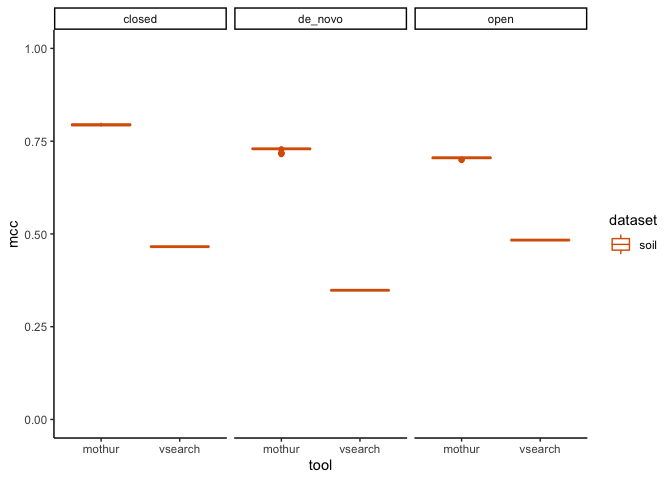 closed
de_novo
open
1.00
0.75
0.50
0.25
0.00
mcc
mothur
vsearch
mothur
vsearch
mothur
vsearch
tool
dataset
soil